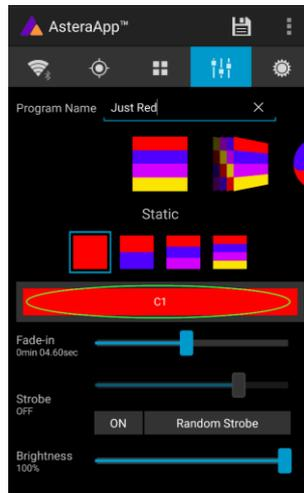 AsteraApp™
Program Name Just Red
Static
C1
Fade-in
0min 04.60sec
Strobe
OFF
ON Random Strobe
Brightness
100%